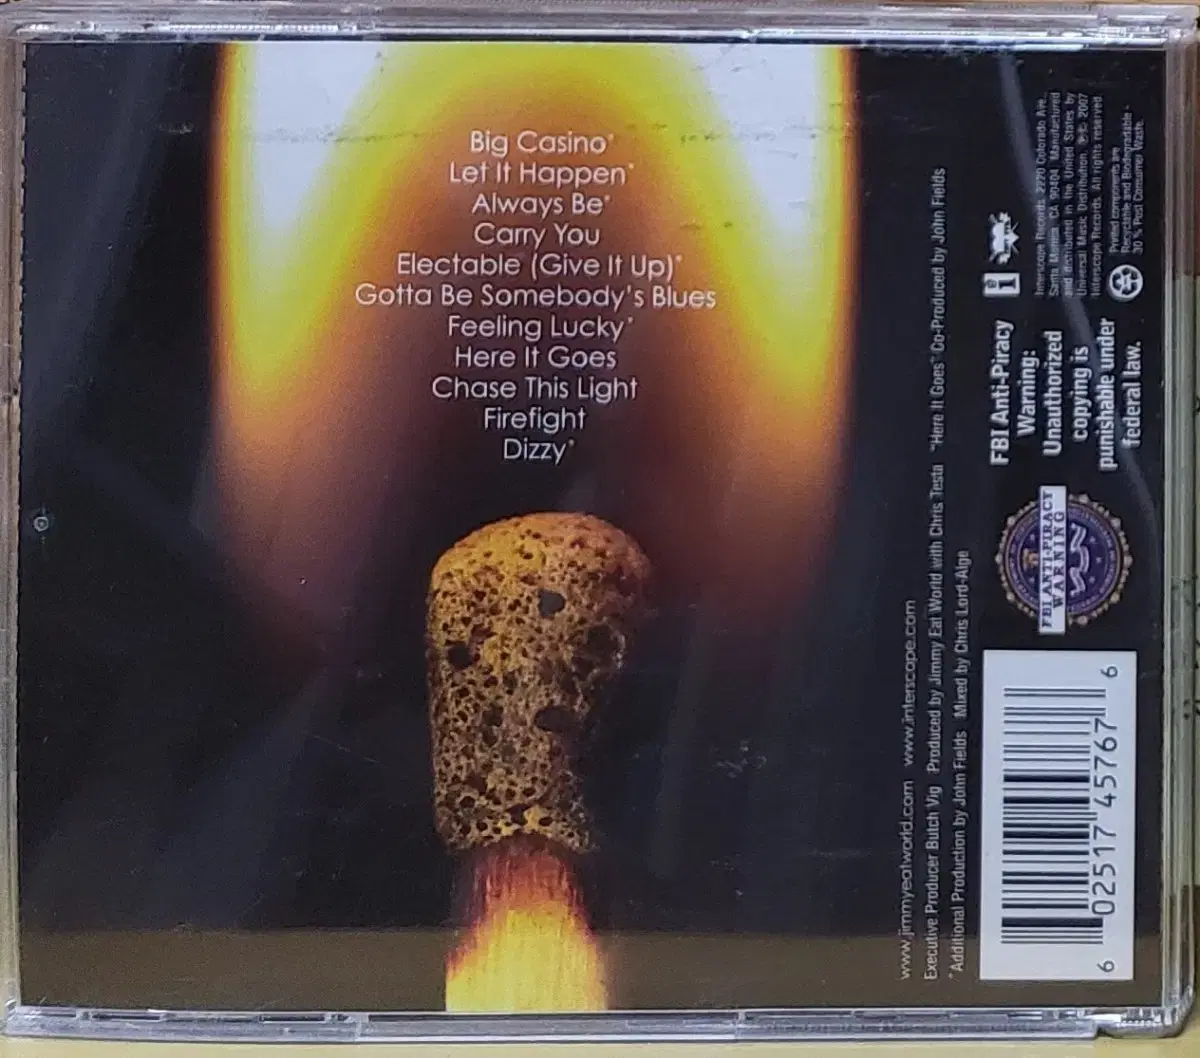 Big Casino*
Let It Happen*
Always Be*
Carry You
Electable (Give It Up)*
Gotta Be Somebody's Blues
Feeling Lucky*
Here It Goes
Chase This Light
Firefight
Dizzy*
www.jimmyeatworld.com www.interscope.com
Executive Producer Butch Vig Produced by Jimmy Eat World with Chris Testa "Here It Goes" Co-Produced by John Fields
*Additional Production by John Fields Mixed by Chris Lord-Alge
FBI Anti-Piracy
Warning:
Unauthorized
copying is
punishable under
federal law.
FBI ANTI-PIRACY
WARNING
Interscope Records, 2220 Colorado Ave.,
Santa Monica, CA 90404. Manufactured
and distributed in the United States by
Universal Music Distribution. ℗© 2007
Interscope Records. All rights reserved.
Printed components are
Recyclable and Biodegradable -
30 % Post Consumer Waste.
i
6 02517 45767 6